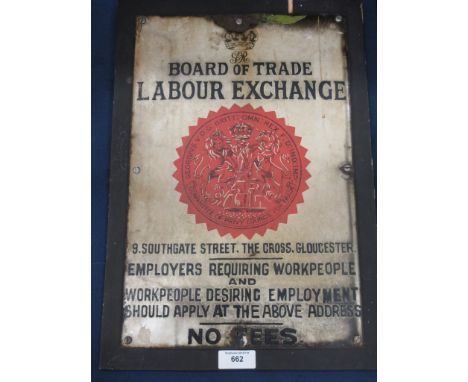 GR
BOARD OF TRADE
LABOUR EXCHANGE
9. SOUTHGATE STREET. THE CROSS. GLOUCESTER.
EMPLOYERS REQUIRING WORKPEOPLE
AND
WORKPEOPLE DESIRING EMPLOYMENT
SHOULD APPLY AT THE ABOVE ADDRESS
NO FEES.
662